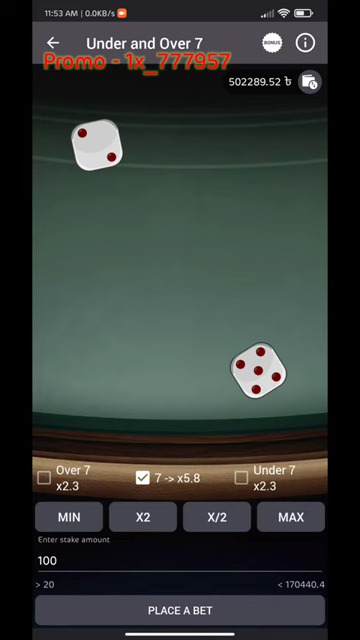 11:53 AM | 0.0KB/s
Under and Over 7
BONUS
Promo - 1x_777957
502289.52 ৳
Over 7
x2.3
7 -> x5.8
Under 7
x2.3
MIN
X2
X/2
MAX
Enter stake amount
100
> 20
< 170440.4
PLACE A BET